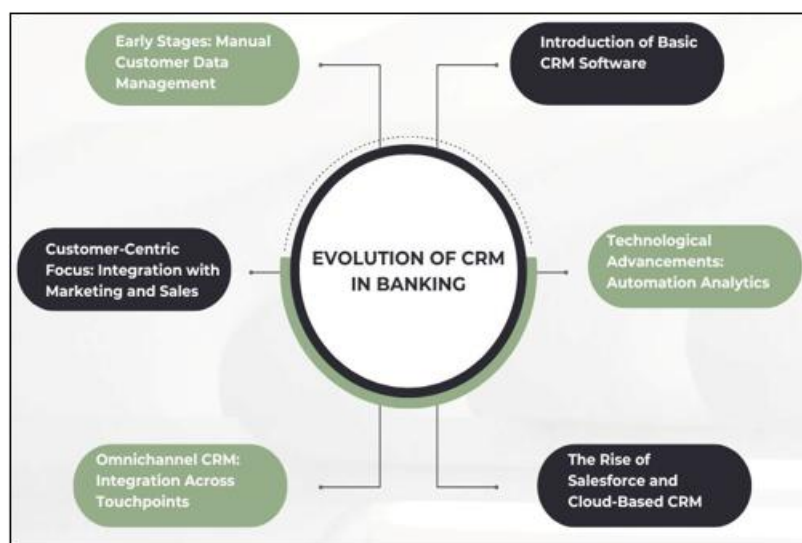 Early Stages: Manual
Customer Data
Management
Introduction of Basic
CRM Software
Customer-Centric
Focus: Integration with
Marketing and Sales
EVOLUTION OF CRM
IN BANKING
Technological
Advancements:
Automation Analytics
Omnichannel CRM:
Integration Across
Touchpoints
The Rise of
Salesforce and
Cloud-Based CRM